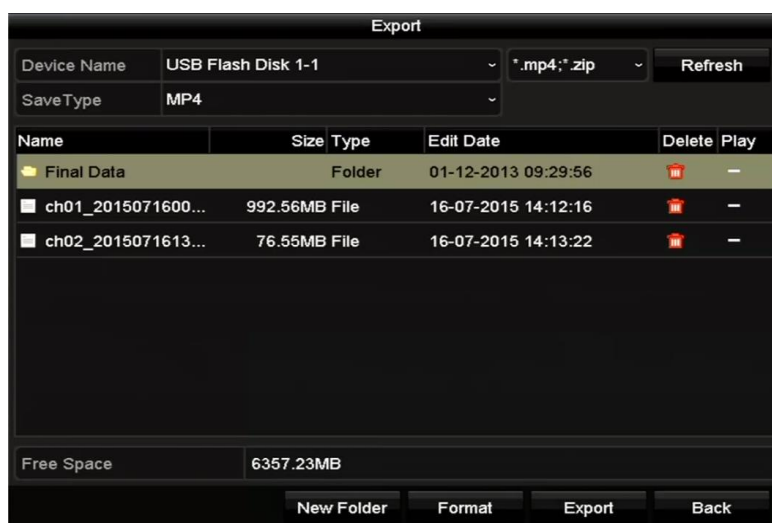 Export
Device Name USB Flash Disk 1-1 *.mp4;*.zip Refresh
SaveType MP4
Name Size Type Edit Date Delete Play
Final Data Folder 01-12-2013 09:29:56
ch01_2015071600... 992.56MB File 16-07-2015 14:12:16
ch02_2015071613... 76.55MB File 16-07-2015 14:13:22
Free Space 6357.23MB
New Folder Format Export Back